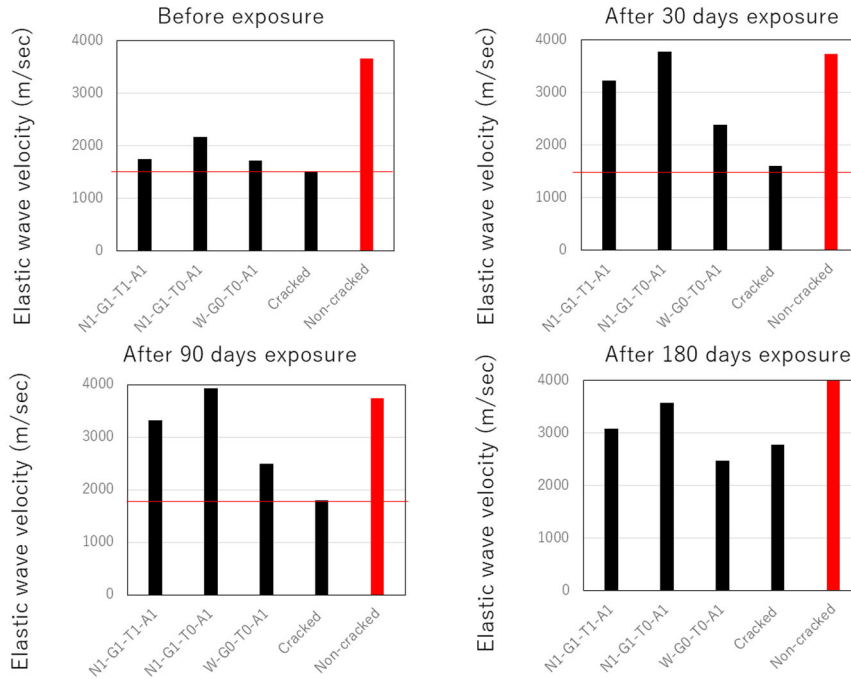 Before exposure
Elastic wave velocity (m/sec)
4000
3000
2000
1000
0
N1-G1-T1-A1
N1-G1-T0-A1
W-G0-T0-A1
Cracked
Non-cracked
After 30 days exposure
Elastic wave velocity (m/sec)
4000
3000
2000
1000
0
N1-G1-T1-A1
N1-G1-T0-A1
W-G0-T0-A1
Cracked
Non-cracked
After 90 days exposure
Elastic wave velocity (m/sec)
4000
3000
2000
1000
0
N1-G1-T1-A1
N1-G1-T0-A1
W-G0-T0-A1
Cracked
Non-cracked
After 180 days exposure
Elastic wave velocity (m/sec)
4000
3000
2000
1000
0
N1-G1-T1-A1
N1-G1-T0-A1
W-G0-T0-A1
Cracked
Non-cracked